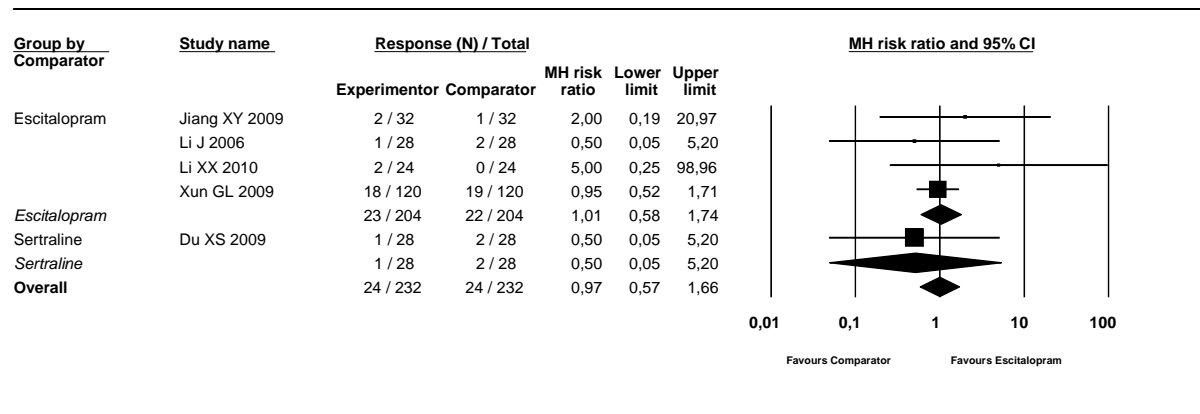 Group by Comparator Study name Response (N) / Total MH risk ratio and 95% CI
Experimentor Comparator MH risk ratio Lower limit Upper limit
Escitalopram Jiang XY 2009 2 / 32 1 / 32 2,00 0,19 20,97
Li J 2006 1 / 28 2 / 28 0,50 0,05 5,20
Li XX 2010 2 / 24 0 / 24 5,00 0,25 98,96
Xun GL 2009 18 / 120 19 / 120 0,95 0,52 1,71
Escitalopram 23 / 204 22 / 204 1,01 0,58 1,74
Sertraline Du XS 2009 1 / 28 2 / 28 0,50 0,05 5,20
Sertraline 1 / 28 2 / 28 0,50 0,05 5,20
Overall 24 / 232 24 / 232 0,97 0,57 1,66
0,01 0,1 1 10 100
Favours Comparator Favours Escitalopram